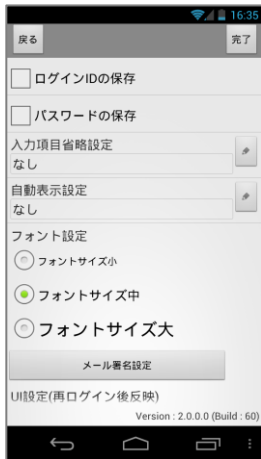 16:35
戻る
完了
ログインIDの保存
パスワードの保存
入力項目省略設定
なし
自動表示設定
なし
フォント設定
フォントサイズ小
フォントサイズ中
フォントサイズ大
メール署名設定
UI設定(再ログイン後反映)
Version : 2.0.0.0 (Build : 60)